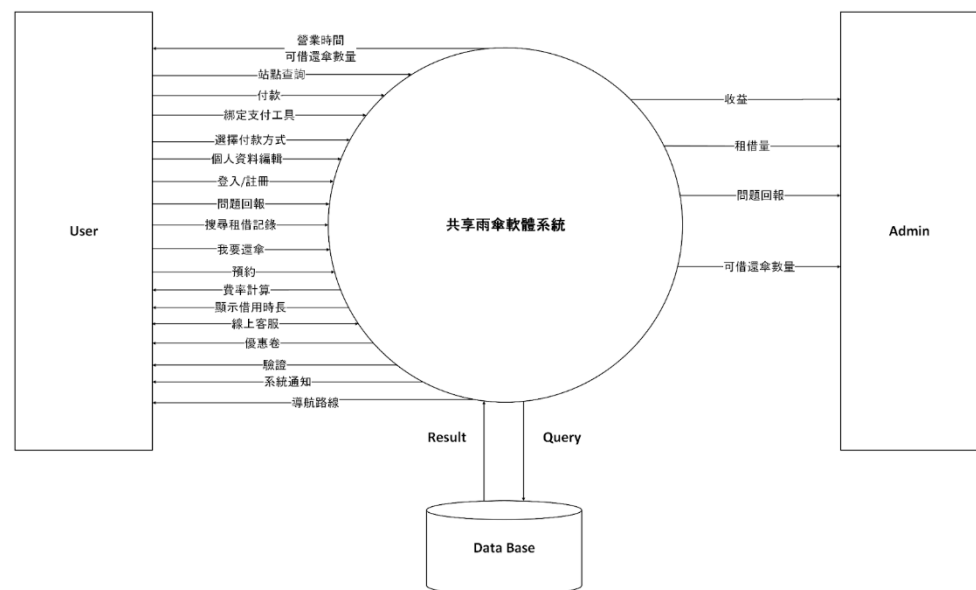 營業時間
可借還傘數量
站點查詢
付款
綁定支付工具
選擇付款方式
個人資料編輯
登入/註冊
問題回報
搜尋租借記錄
我要還傘
預約
費率計算
顯示借用時長
線上客服
優惠卷
驗證
系統通知
導航路線
User
共享雨傘軟體系統
收益
租借量
問題回報
可借還傘數量
Admin
Result
Query
Data Base